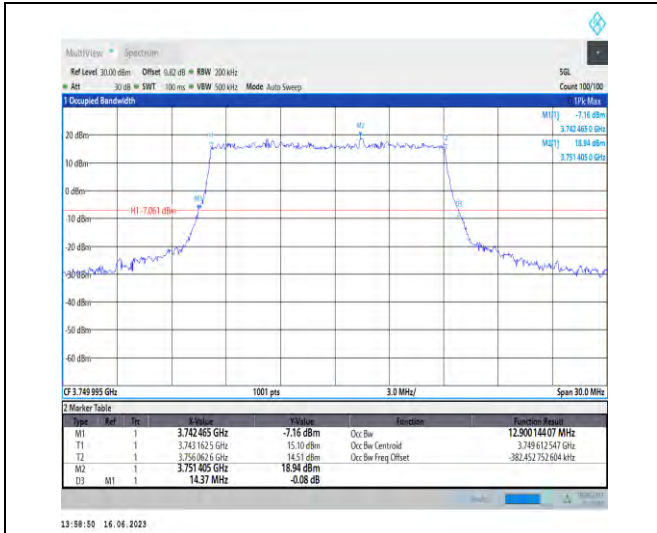 MultiView Spectrum
Ref Level 30.00 dBm Offset 9.82 dB RBW 200 kHz SGL
Att 30 dB SWT 100 ms VBW 500 kHz Mode Auto Sweep Count 100/100
1 Occupied Bandwidth 1Pk Max
M1[1] -7.16 dBm
3.742 465 0 GHz
M2[1] 18.94 dBm
3.751 405 0 GHz
M2
T1
20 dBm
10 dBm
0 dBm
M1
D3
H1 -7.061 dBm
-10 dBm
-20 dBm
-30 dBm
-40 dBm
-50 dBm
-60 dBm
CF 3.749 995 GHz 1001 pts 3.0 MHz/ Span 30.0 MHz
2 Marker Table
Type Ref Trc X-Value Y-Value Function Function Result
M1 1 3.742 465 GHz -7.16 dBm Occ Bw 12.900 144 07 MHz
T1 1 3.743 162 5 GHz 15.10 dBm Occ Bw Centroid 3.749 612 547 GHz
T2 1 3.756 062 6 GHz 14.51 dBm Occ Bw Freq Offset -382.452 752 604 kHz
M2 1 3.751 405 GHz 18.94 dBm
D3 M1 1 14.37 MHz -0.08 dB
13:58:50 16.06.2023